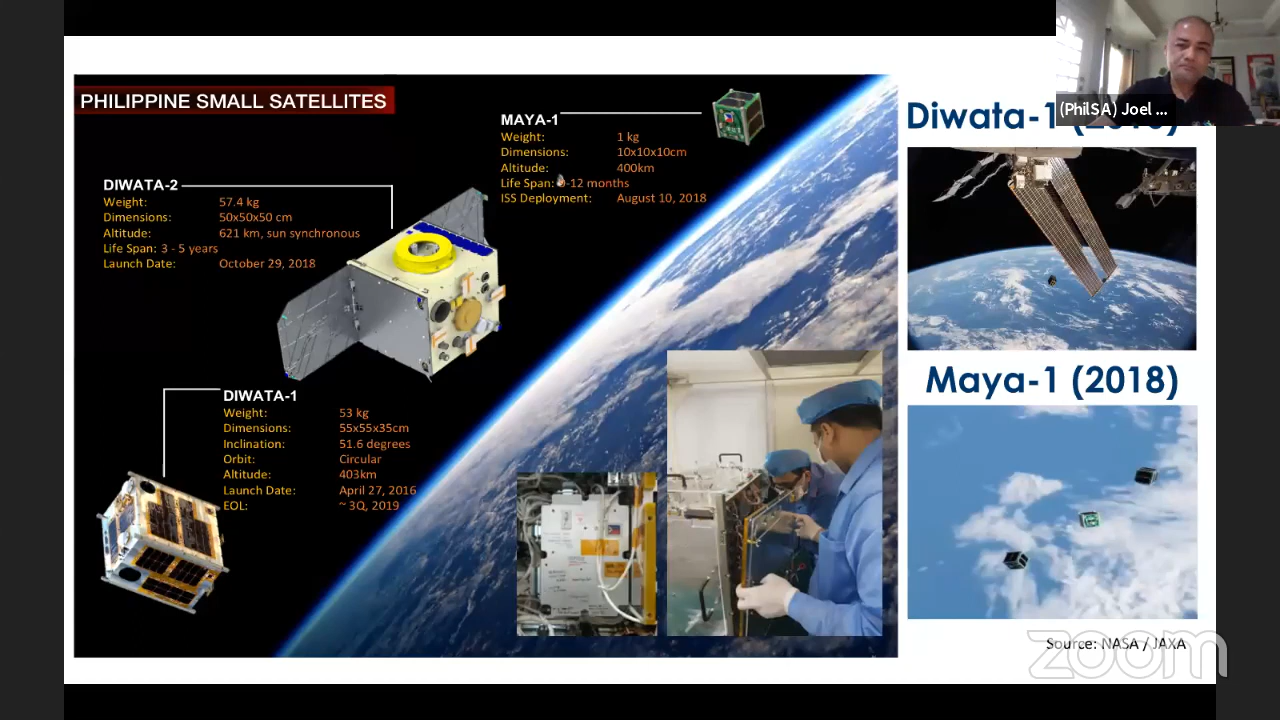 PHILIPPINE SMALL SATELLITES
MAYA-1
Weight: 1 kg
Dimensions: 10x10x10cm
Altitude: 400km
Life Span: -12 months
ISS Deployment: August 10, 2018
DIWATA-2
Weight: 57.4 kg
Dimensions: 50x50x50 cm
Altitude: 621 km, sun synchronous
Life Span: 3 - 5 years
Launch Date: October 29, 2018
DIWATA-1
Weight: 53 kg
Dimensions: 55x55x35cm
Inclination: 51.6 degrees
Orbit: Circular
Altitude: 403km
Launch Date: April 27, 2016
EOL: ~ 3Q, 2019
(PhilSA) Joel ...
Diwata-1
Maya-1 (2018)
Source: NASA / JAXA
zoom